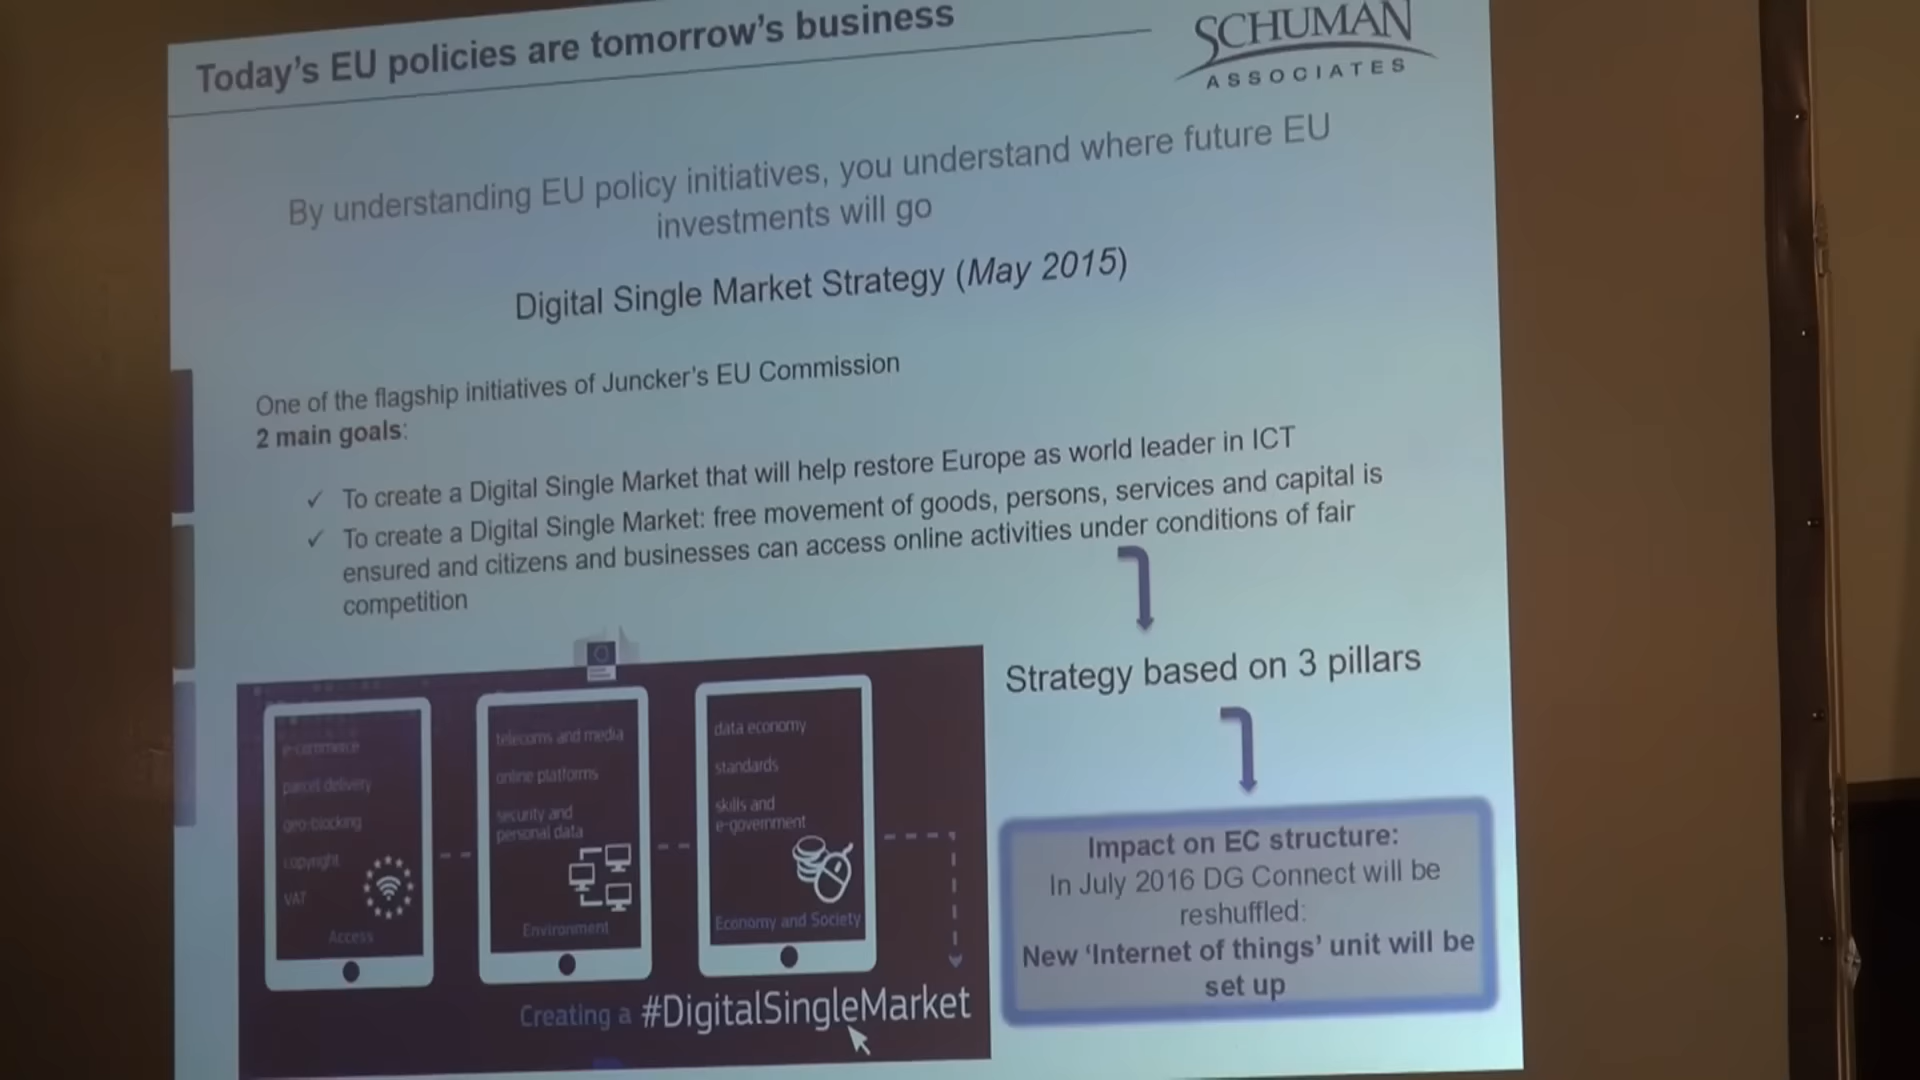 Today's EU policies are tomorrow's business
SCHUMAN
ASSOCIATES
By understanding EU policy initiatives, you understand where future EU
investments will go
Digital Single Market Strategy (May 2015)
One of the flagship initiatives of Juncker's EU Commission
2 main goals:
✓ To create a Digital Single Market that will help restore Europe as world leader in ICT
✓ To create a Digital Single Market: free movement of goods, persons, services and capital is
ensured and citizens and businesses can access online activities under conditions of fair
competition
Strategy based on 3 pillars
e-commerce
parcel delivery
geo-blocking
copyright
VAT
Access
telecoms and media
online platforms
security and
personal data
Environment
data economy
standards
skills and
e-government
Economy and Society
Creating a #DigitalSingleMarket
Impact on EC structure:
In July 2016 DG Connect will be
reshuffled:
New 'Internet of things' unit will be
set up